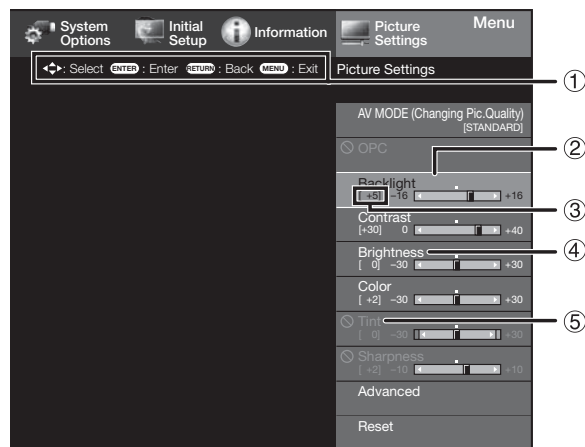 System Options
Initial Setup
Information
Picture Settings
Menu
: Select ENTER : Enter RETURN : Back MENU : Exit
Picture Settings
①
AV MODE (Changing Pic.Quality)
[STANDARD]
②
OPC
Backlight
[ +5] −16 +16
③
Contrast
[+30] 0 +40
Brightness
④
[ 0] −30 +30
Color
[ +2] −30 +30
Tint
⑤
[ 0] −30 +30
Sharpness
[ +2] −10 +10
Advanced
Reset